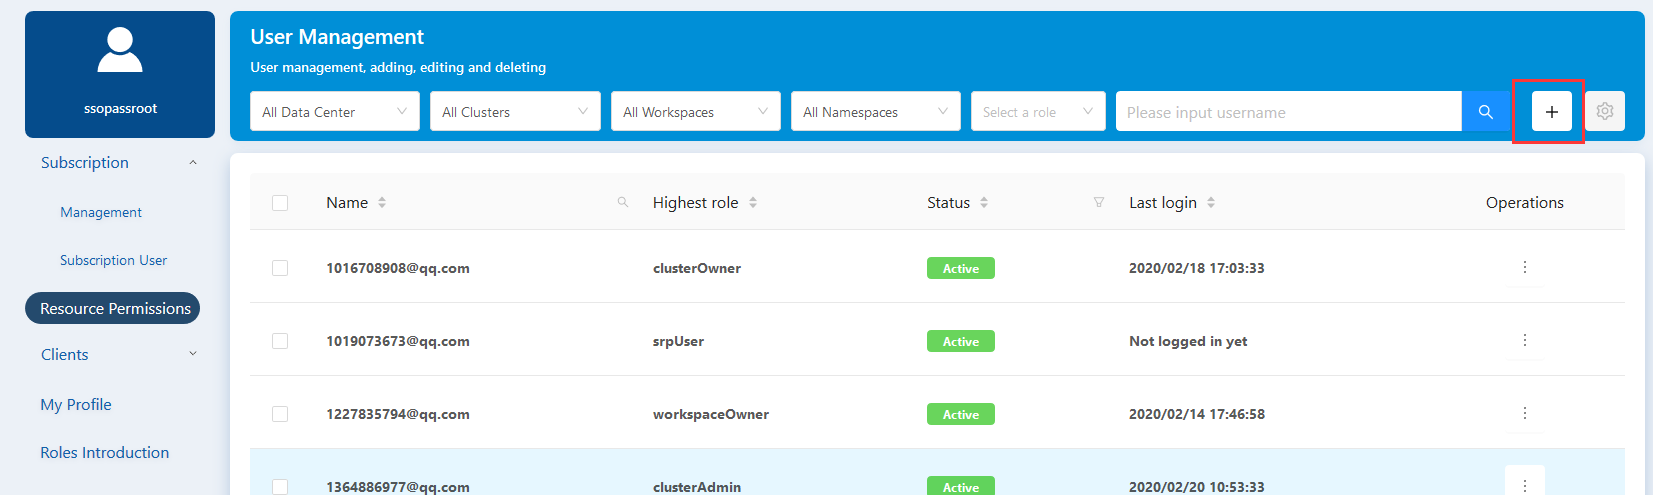 ssopassroot
Subscription
Management
Subscription User
Resource Permissions
Clients
My Profile
Roles Introduction
User Management
User management, adding, editing and deleting
All Data Center All Clusters All Workspaces All Namespaces Select a role Please input username
Name Highest role Status Last login Operations
1016708908@qq.com clusterOwner Active 2020/02/18 17:03:33
1019073673@qq.com srpUser Active Not logged in yet
1227835794@qq.com workspaceOwner Active 2020/02/14 17:46:58
1364886977@qq.com clusterAdmin Active 2020/02/20 10:53:33